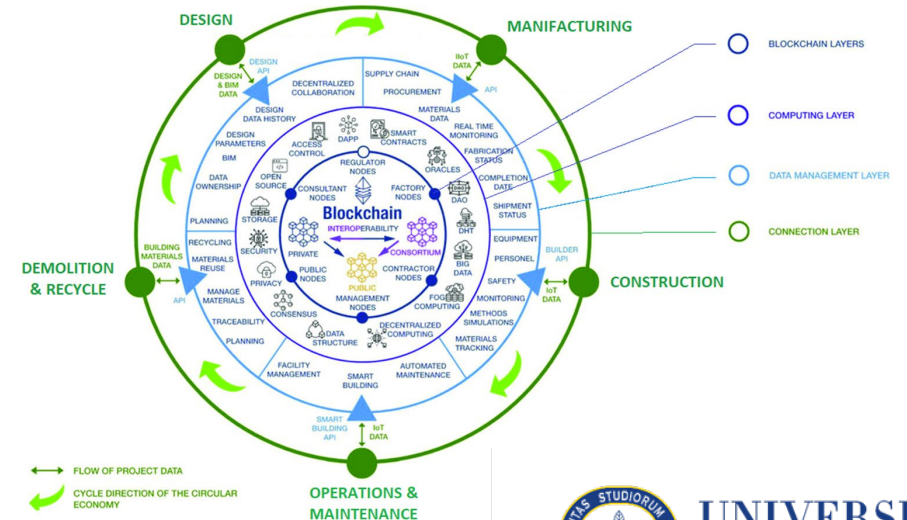 DESIGN
MANIFACTURING
DESIGN
API
DESIGN
& BIM
DATA
IIoT
DATA
API
BLOCKCHAIN LAYERS
COMPUTING LAYER
DATA MANAGEMENT LAYER
CONNECTION LAYER
DECENTRALIZED
COLLABORATION
SUPPLY CHAIN
PROCUREMENT
DESIGN
DATA HISTORY
MATERIALS
DATA
DESIGN
PARAMETERS
REAL TIME
MONITORING
BIM
FABRICATION
STATUS
DATA
OWNERSHIP
COMPLETION
DATE
PLANNING
SHIPMENT
STATUS
ACCESS
CONTROL
DAPP
SMART
CONTRACTS
ORACLES
OPEN
SOURCE
DAO
STORAGE
DHT
SECURITY
BIG
DATA
PRIVACY
FOG
COMPUTING
CONSENSUS
DATA
STRUCTURE
DECENTRALIZED
COMPUTING
REGULATOR
NODES
CONSULTANT
NODES
FACTORY
NODES
Blockchain
INTEROPERABILITY
PRIVATE
CONSORTIUM
PUBLIC
PUBLIC
NODES
CONTRACTOR
NODES
MANAGEMENT
NODES
RECYCLING
MATERIALS
REUSE
MANAGE
MATERIALS
TRACEABILITY
PLANNING
EQUIPMENT
PERSONEL
SAFETY
MONITORING
METHODS
SIMULATIONS
MATERIALS
TRACKING
FACILITY
MANAGEMENT
SMART
BUILDING
AUTOMATED
MAINTENANCE
BUILDING
MATERIALS
DATA
API
BUILDER
API
IoT
DATA
DEMOLITION
& RECYCLE
CONSTRUCTION
SMART
BUILDING
API
IoT
DATA
FLOW OF PROJECT DATA
CYCLE DIRECTION OF THE CIRCULAR
ECONOMY
OPERATIONS &
MAINTENANCE
STUDIORUM